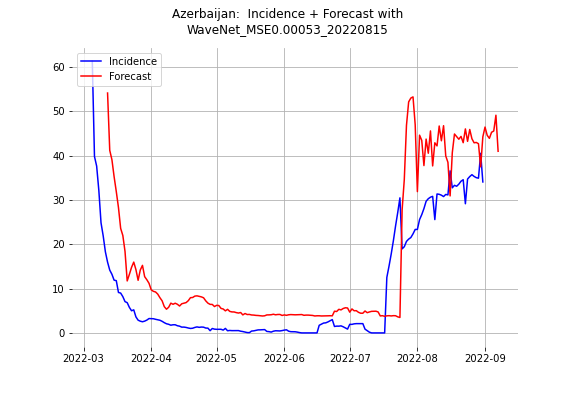 Azerbaijan:  Incidence + Forecast with
WaveNet_MSE0.00053_20220815
Incidence
Forecast
60
50
40
30
20
10
0
2022-03 2022-04 2022-05 2022-06 2022-07 2022-08 2022-09